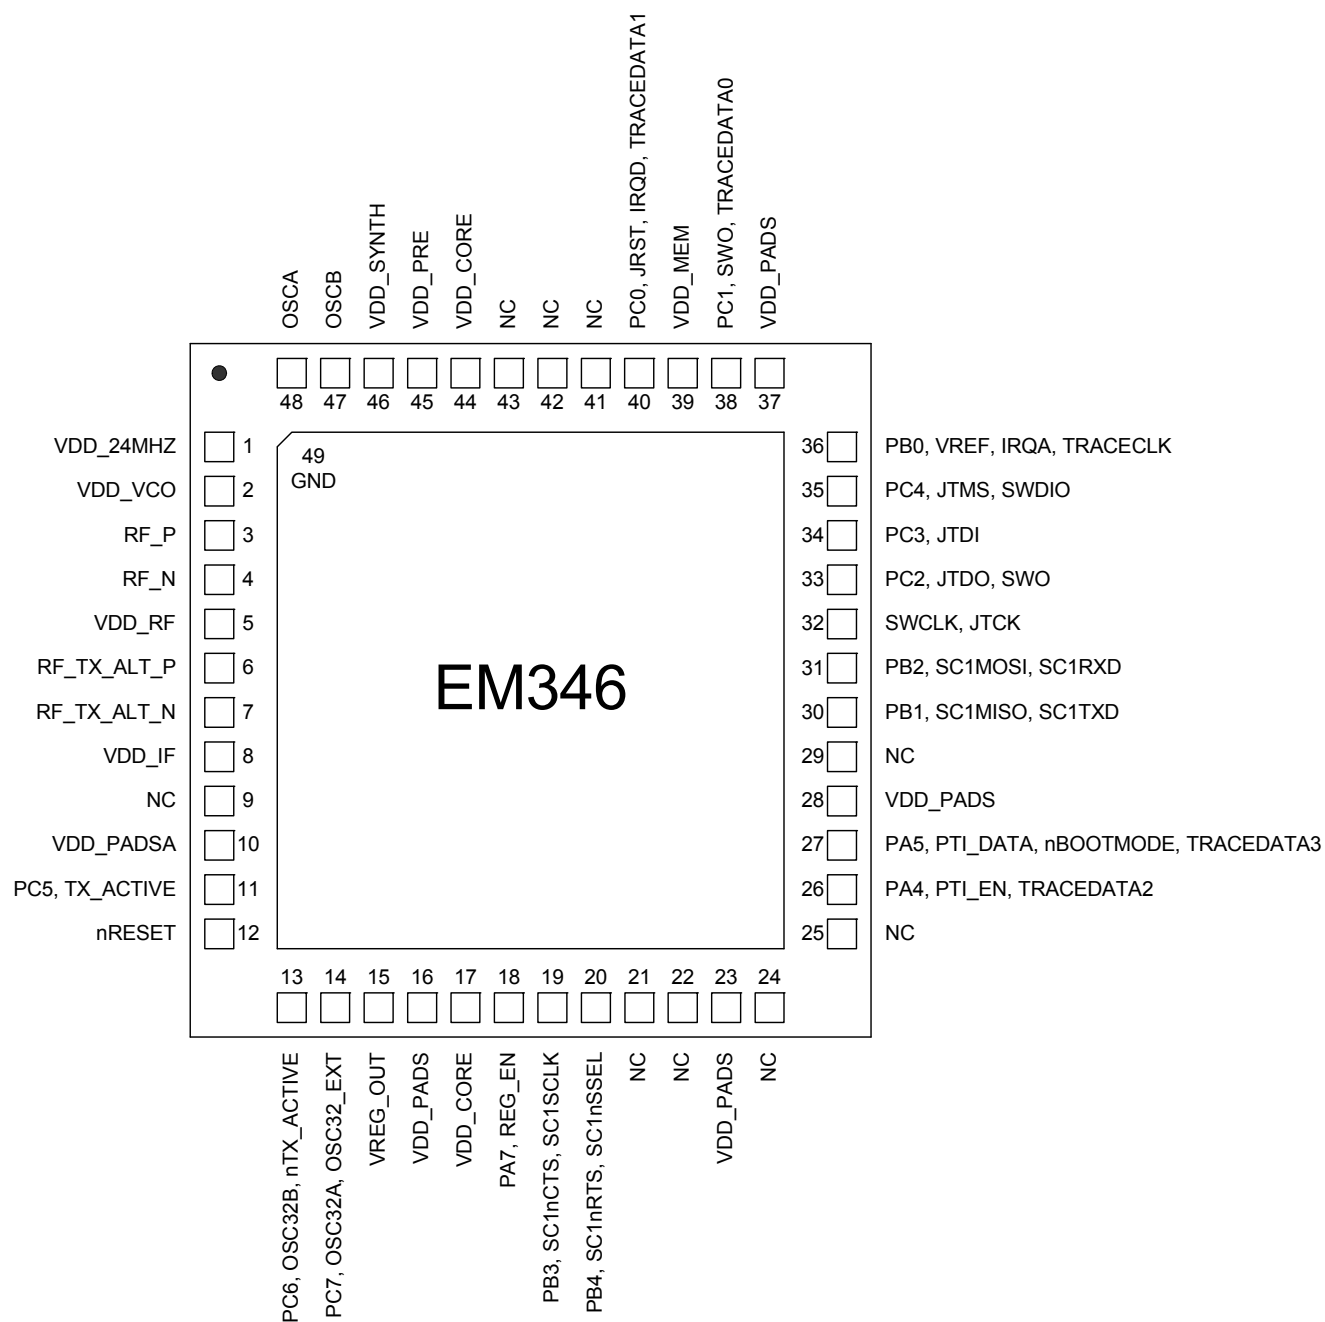 OSCA
OSCB
VDD_SYNTH
VDD_PRE
VDD_CORE
NC
NC
NC
PC0, JRST, IRQD, TRACEDATA1
VDD_MEM
PC1, SWO, TRACEDATA0
VDD_PADS
48 47 46 45 44 43 42 41 40 39 38 37
VDD_24MHZ 1
VDD_VCO 2
RF_P 3
RF_N 4
VDD_RF 5
RF_TX_ALT_P 6
RF_TX_ALT_N 7
VDD_IF 8
NC 9
VDD_PADSA 10
PC5, TX_ACTIVE 11
nRESET 12
49
GND
EM346
36 PB0, VREF, IRQA, TRACECLK
35 PC4, JTMS, SWDIO
34 PC3, JTDI
33 PC2, JTDO, SWO
32 SWCLK, JTCK
31 PB2, SC1MOSI, SC1RXD
30 PB1, SC1MISO, SC1TXD
29 NC
28 VDD_PADS
27 PA5, PTI_DATA, nBOOTMODE, TRACEDATA3
26 PA4, PTI_EN, TRACEDATA2
25 NC
13 14 15 16 17 18 19 20 21 22 23 24
PC6, OSC32B, nTX_ACTIVE
PC7, OSC32A, OSC32_EXT
VREG_OUT
VDD_PADS
VDD_CORE
PA7, REG_EN
PB3, SC1nCTS, SC1SCLK
PB4, SC1nRTS, SC1nSSEL
NC
NC
VDD_PADS
NC